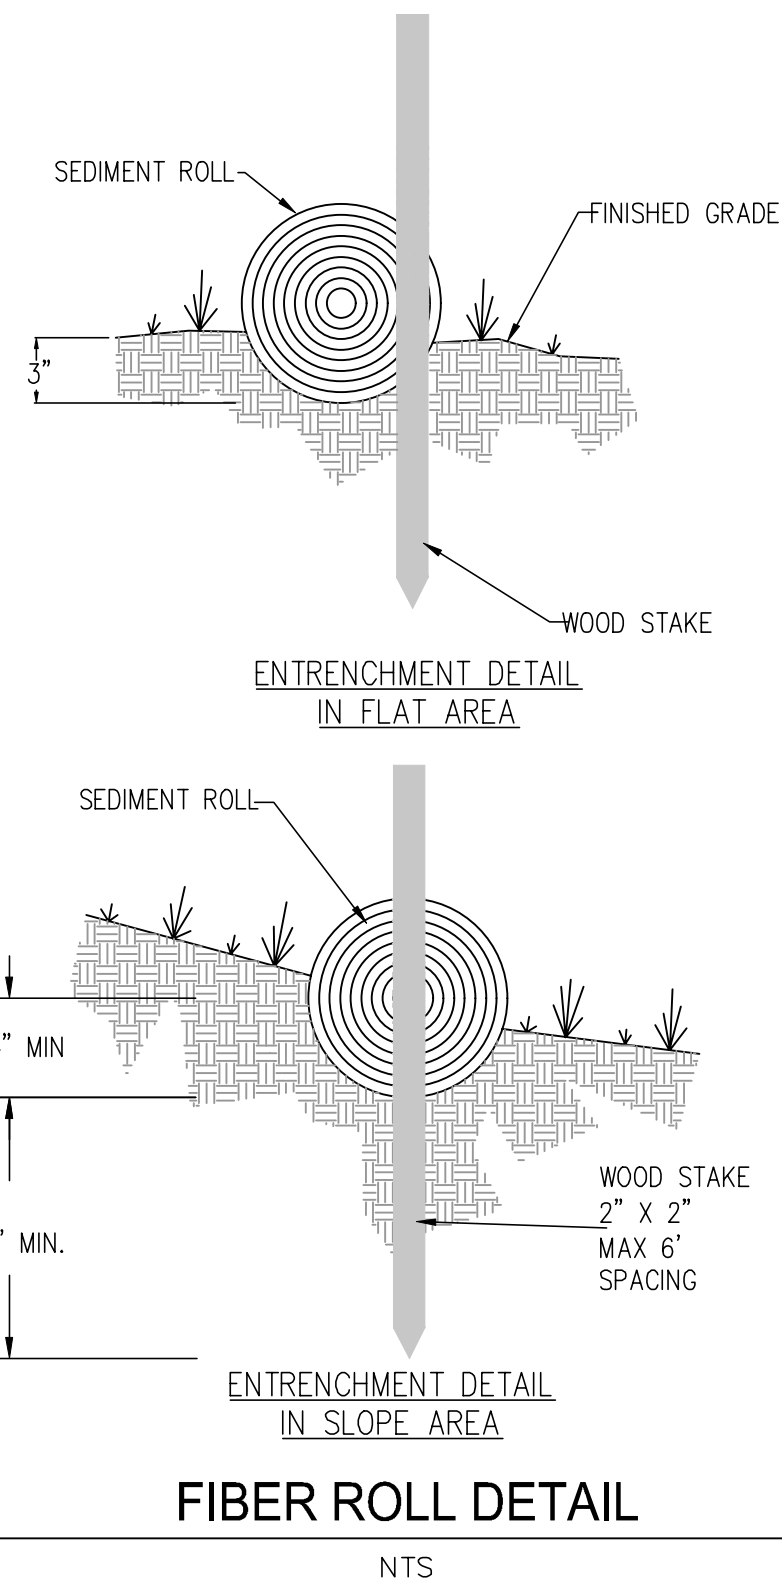 SEDIMENT ROLL
FINISHED GRADE
3"
WOOD STAKE
ENTRENCHMENT DETAIL
IN FLAT AREA
SEDIMENT ROLL
" MIN
WOOD STAKE
2" X 2"
MAX 6'
SPACING
' MIN.
ENTRENCHMENT DETAIL
IN SLOPE AREA
FIBER ROLL DETAIL
NTS